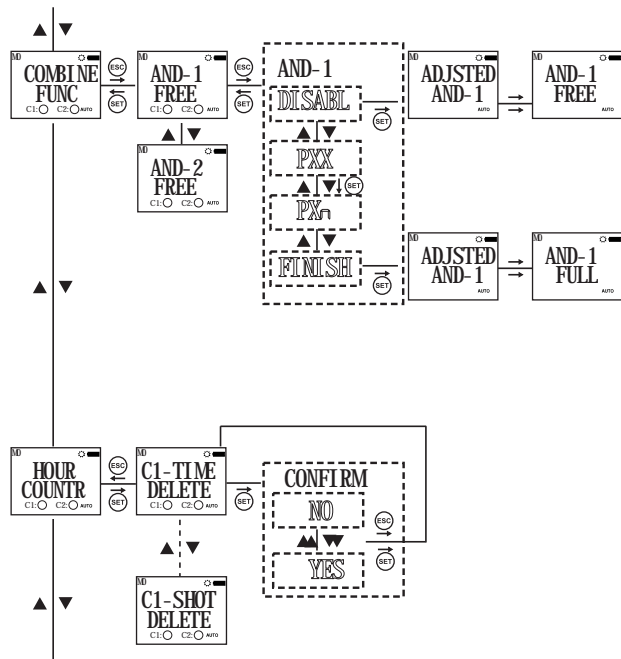 MD
COMBINE
FUNC
C1: C2: AUTO
ESC
SET
MD
AND-1
FREE
C1: C2: AUTO
ESC
SET
MD
AND-2
FREE
C1: C2: AUTO
AND-1
DISABL
PXX
SET
PX
FINISH
SET
MD
ADJSTED
AND-1
AUTO
MD
AND-1
FREE
AUTO
SET
MD
ADJSTED
AND-1
AUTO
MD
AND-1
FULL
AUTO
MD
HOUR
COUNTR
C1: C2: AUTO
ESC
SET
MD
C1-TIME
DELETE
C1: C2: AUTO
SET
CONFIRM
NO
YES
ESC
SET
MD
C1-SHOT
DELETE
C1: C2: AUTO